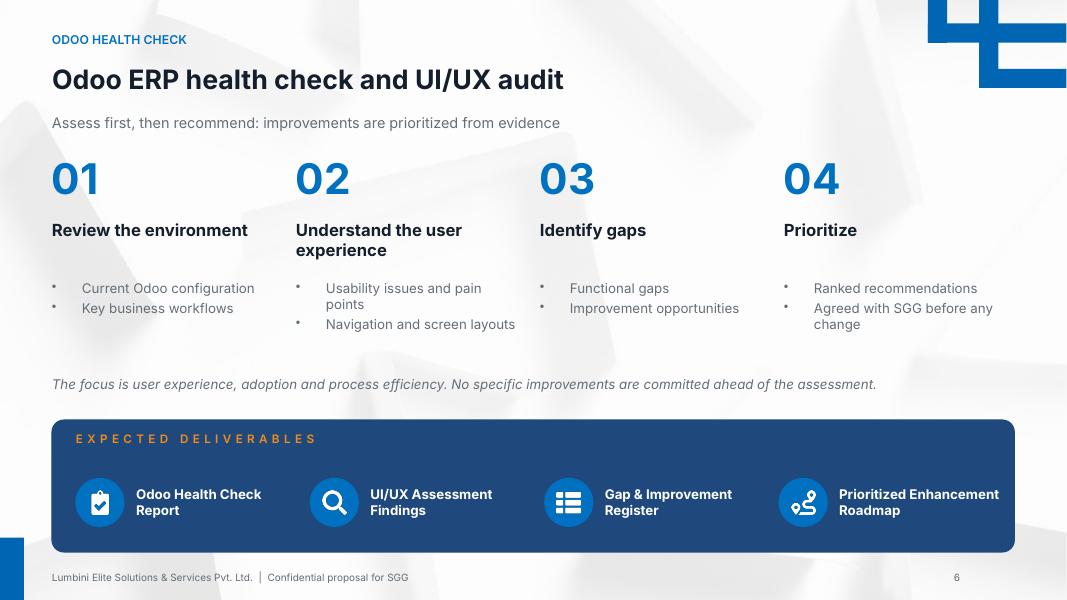 ODOO HEALTH CHECK
Odoo ERP health check and UI/UX audit
Assess first, then recommend: improvements are prioritized from evidence
01
Review the environment
• Current Odoo configuration
• Key business workflows
02
Understand the user
experience
• Usability issues and pain
points
• Navigation and screen layouts
03
Identify gaps
• Functional gaps
• Improvement opportunities
04
Prioritize
• Ranked recommendations
• Agreed with SGG before any
change
The focus is user experience, adoption and process efficiency. No specific improvements are committed ahead of the assessment.
EXPECTED DELIVERABLES
Odoo Health Check
Report
UI/UX Assessment
Findings
Gap & Improvement
Register
Prioritized Enhancement
Roadmap
Lumbini Elite Solutions & Services Pvt. Ltd. | Confidential proposal for SGG
6